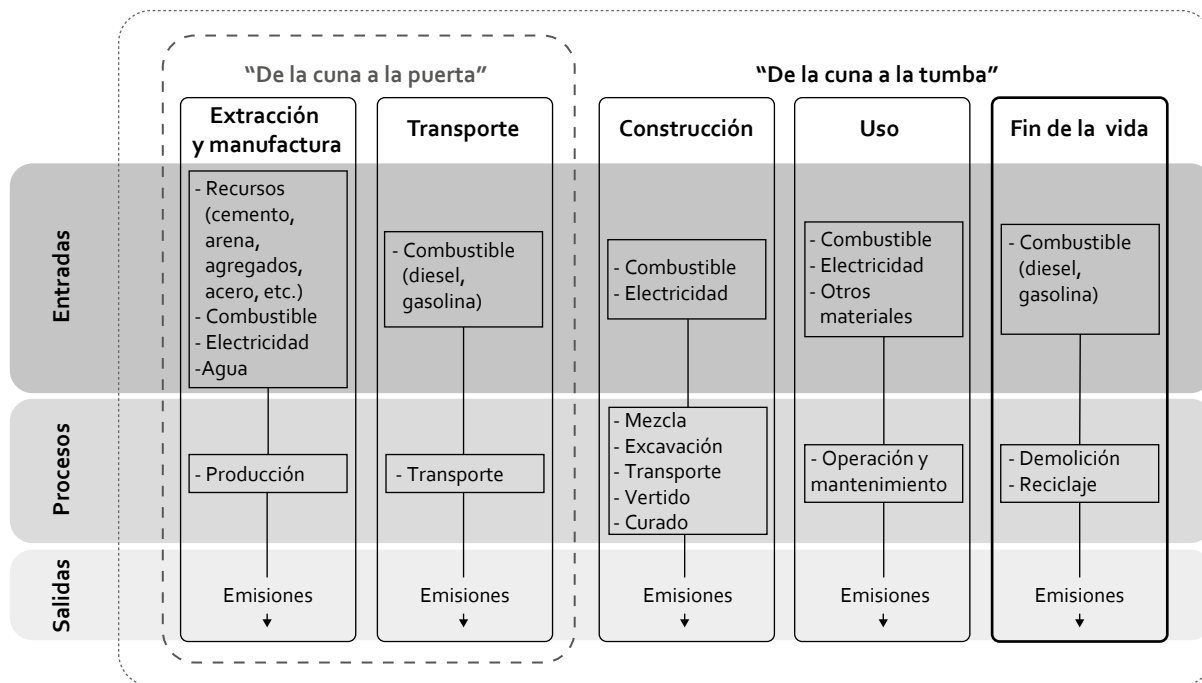 “De la cuna a la puerta”
“De la cuna a la tumba”
Extracción
y manufactura
Transporte
Construcción
Uso
Fin de la vida
Entradas
- Recursos
(cemento,
arena,
agregados,
acero, etc.)
- Combustible
- Electricidad
-Agua
- Combustible
(diesel,
gasolina)
- Combustible
- Electricidad
- Combustible
- Electricidad
- Otros
materiales
- Combustible
(diesel,
gasolina)
Procesos
- Producción
- Transporte
- Mezcla
- Excavación
- Transporte
- Vertido
- Curado
- Operación y
mantenimiento
- Demolición
- Reciclaje
Salidas
Emisiones
Emisiones
Emisiones
Emisiones
Emisiones